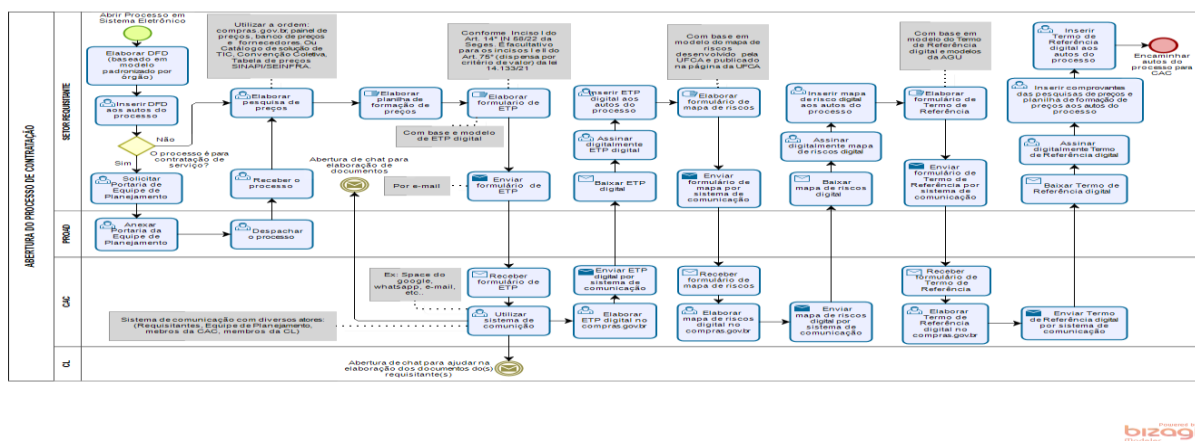 ABERTURA DO PROCESSO DE CONTRATAÇÃO
SETOR REQUISITANTE
Abrir Processo em
Sistema Eletrônico
Elaborar DFD
(baseado em
modelo
padronizado por
órgão)
Inserir DFD
aos autos do
processo
Não
O processo é para
contratação de
serviço?
Sim
Solicitar
Portaria de
Equipe de
Planejamento
Utilizar a ordem:
compras.gov.br, painel de
preços, banco de preços
e fornecedores. Ou
Catálogo de solução de
TIC, Convenção Coletiva,
Tabela de preços
SINAPI/SEINFRA.
Elaborar
pesquisa de
preços
Receber o
processo
Elaborar
planilha de
formação de
preços
Abertura de chat para
elaboração de
documentos
Conforme Inciso I do
Art. 14º (IN 58/22 da
Seges. É facultativo
para os incisos I e II do
Art. 75º (dispensa por
critério de valor) da lei
14.133/21
Elaborar
formulário de
ETP
Com base e modelo
de ETP digital
Por e-mail
Enviar
formulário de
ETP
Inserir ETP
digital aos autos
do processo
Assinar
digitalmente
ETP digital
Baixar ETP
digital
Com base em
modelo do mapa de
riscos
desenvolvido pela
UFCA e publicado
na página da UFCA
Elaborar
formulário de
mapa de riscos
Enviar
formulário de
mapa por
sistema de
comunicação
Inserir mapa
de risco digital
aos autos do
processo
Assinar
digitalmente mapa
de riscos digital
Baixar
mapa de riscos
digital
Com base em
modelo do Termo
de Referência
digital e modelos
da AGU
Elaborar
formulário de
Termo de
Referência
Enviar
formulário de
Termo de
Referência por
sistema de
comunicação
Inserir
Termo de
Referência digital
aos autos do
processo
Encaminhar
autos do
processo para
CAC
Inserir comprovantes
das pesquisas de preços e
planilha de formação de
preços aos autos do
processo
Assinar
digitalmente Termo
de Referência digital
Baixar Termo
de Referência digital
PROAD
Anexar
Portaria da
Equipe de
Planejamento
Despachar
o processo
CAC
Ex: Space do
google,
whatsapp, e-mail,
etc..
Sistema de comunicação com diversos atores:
(Requisitantes, Equipe de Planejamento,
mebros da CAC, membros da CL)
Receber
formulário de
ETP
Utilizar
sistema de
comunição
Enviar ETP
digital por
sistema de
comunicação
Elaborar
ETP digital no
compras.gov.br
Receber
formulário de
mapa de riscos
Elaborar
mapa de riscos
digital no
compras.govbr
Enviar
mapa de riscos
digital por sistema
de comunicação
Receber
formulário de
Termo de
Referência
Elaborar
Termo de
Referência digital
no compras.govbr
Enviar Termo
de Referência digital
por sistema de
comunicação
CL
Abertura de chat para ajudar na
elaboração dos documentos do(s)
requisitante(s)
Powered by
bizagi
Modeler